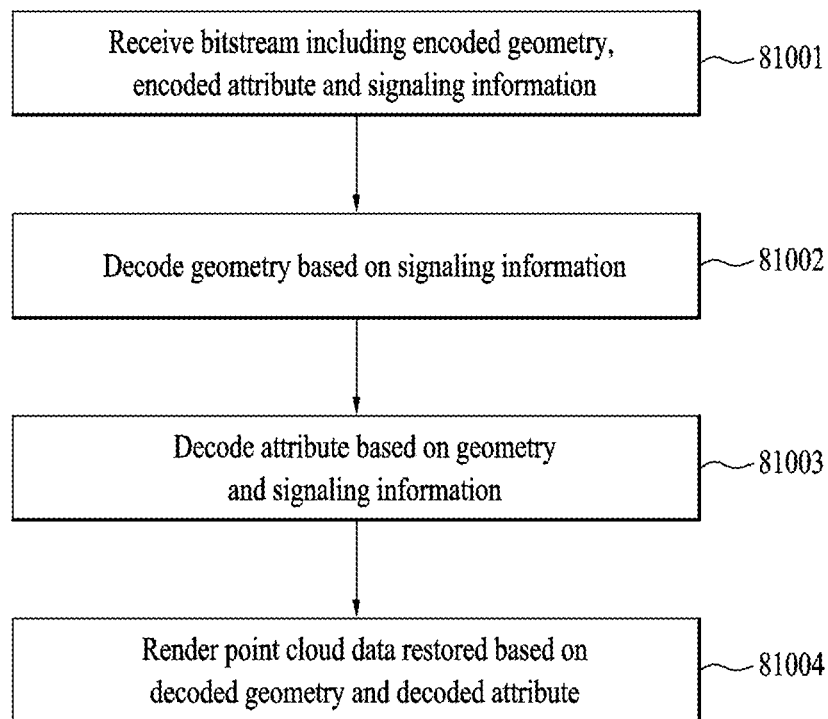 Receive bitstream including encoded geometry,
encoded attribute and signaling information
81001
Decode geometry based on signaling information
81002
Decode attribute based on geometry
and signaling information
81003
Render point cloud data restored based on
decoded geometry and decoded attribute
81004